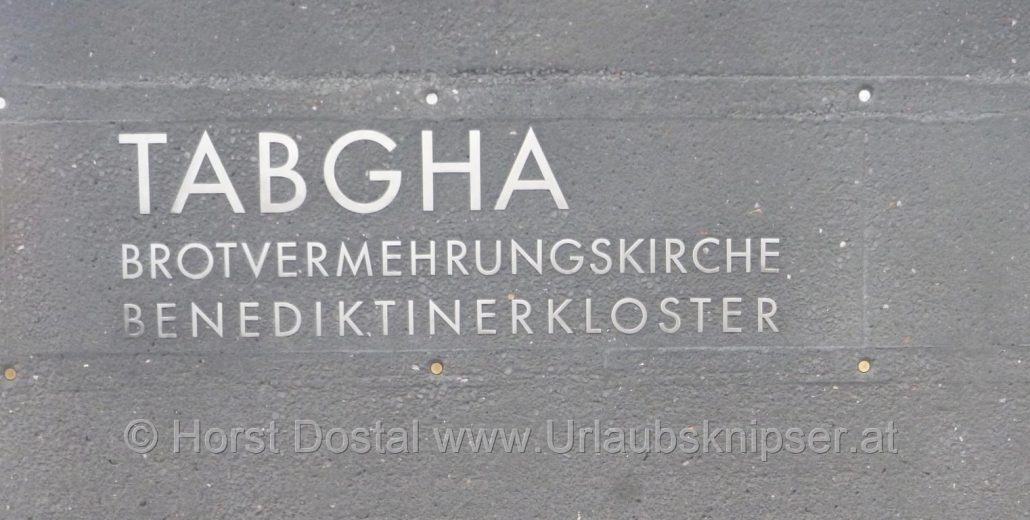 TABGHA
BROTVERMEHRUNGSKIRCHE
BENEDIKTINERKLOSTER
© Horst Dostal www.Urlaubsknipser.at